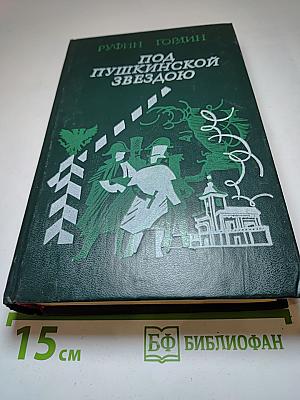 РУФИН ГОРДИН
ПОД
ПУШКИНСКОЙ
ЗВЕЗДОЮ
15 см
БФ БИБЛИОФАН